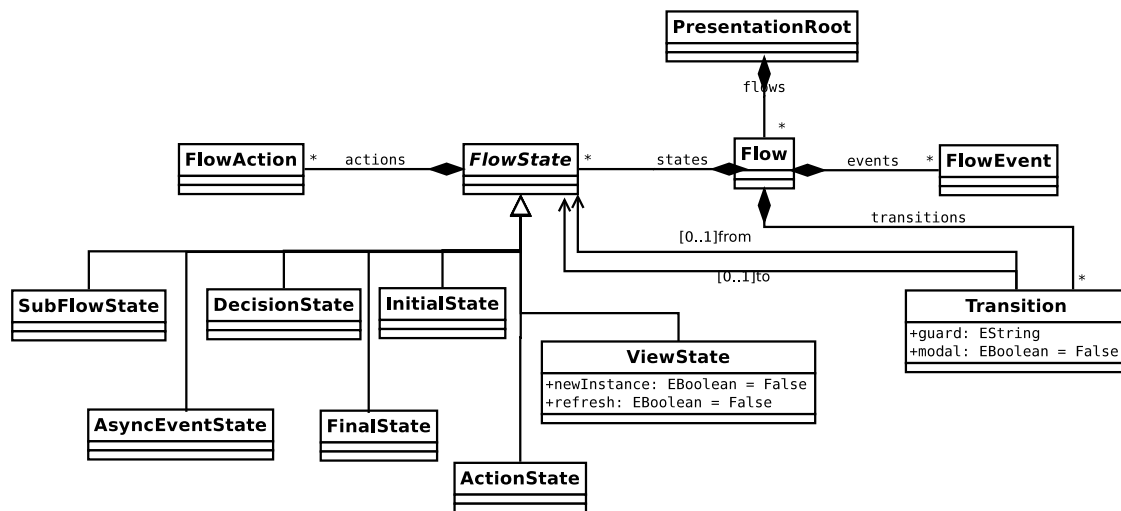 PresentationRoot
flows
*
FlowAction
* actions
FlowState
* states
Flow
events *
FlowEvent
transitions
[0..1]from
[0..1]to
*
SubFlowState
DecisionState
InitialState
Transition
+guard: EString
+modal: EBoolean = False
ViewState
+newInstance: EBoolean = False
+refresh: EBoolean = False
AsyncEventState
FinalState
ActionState